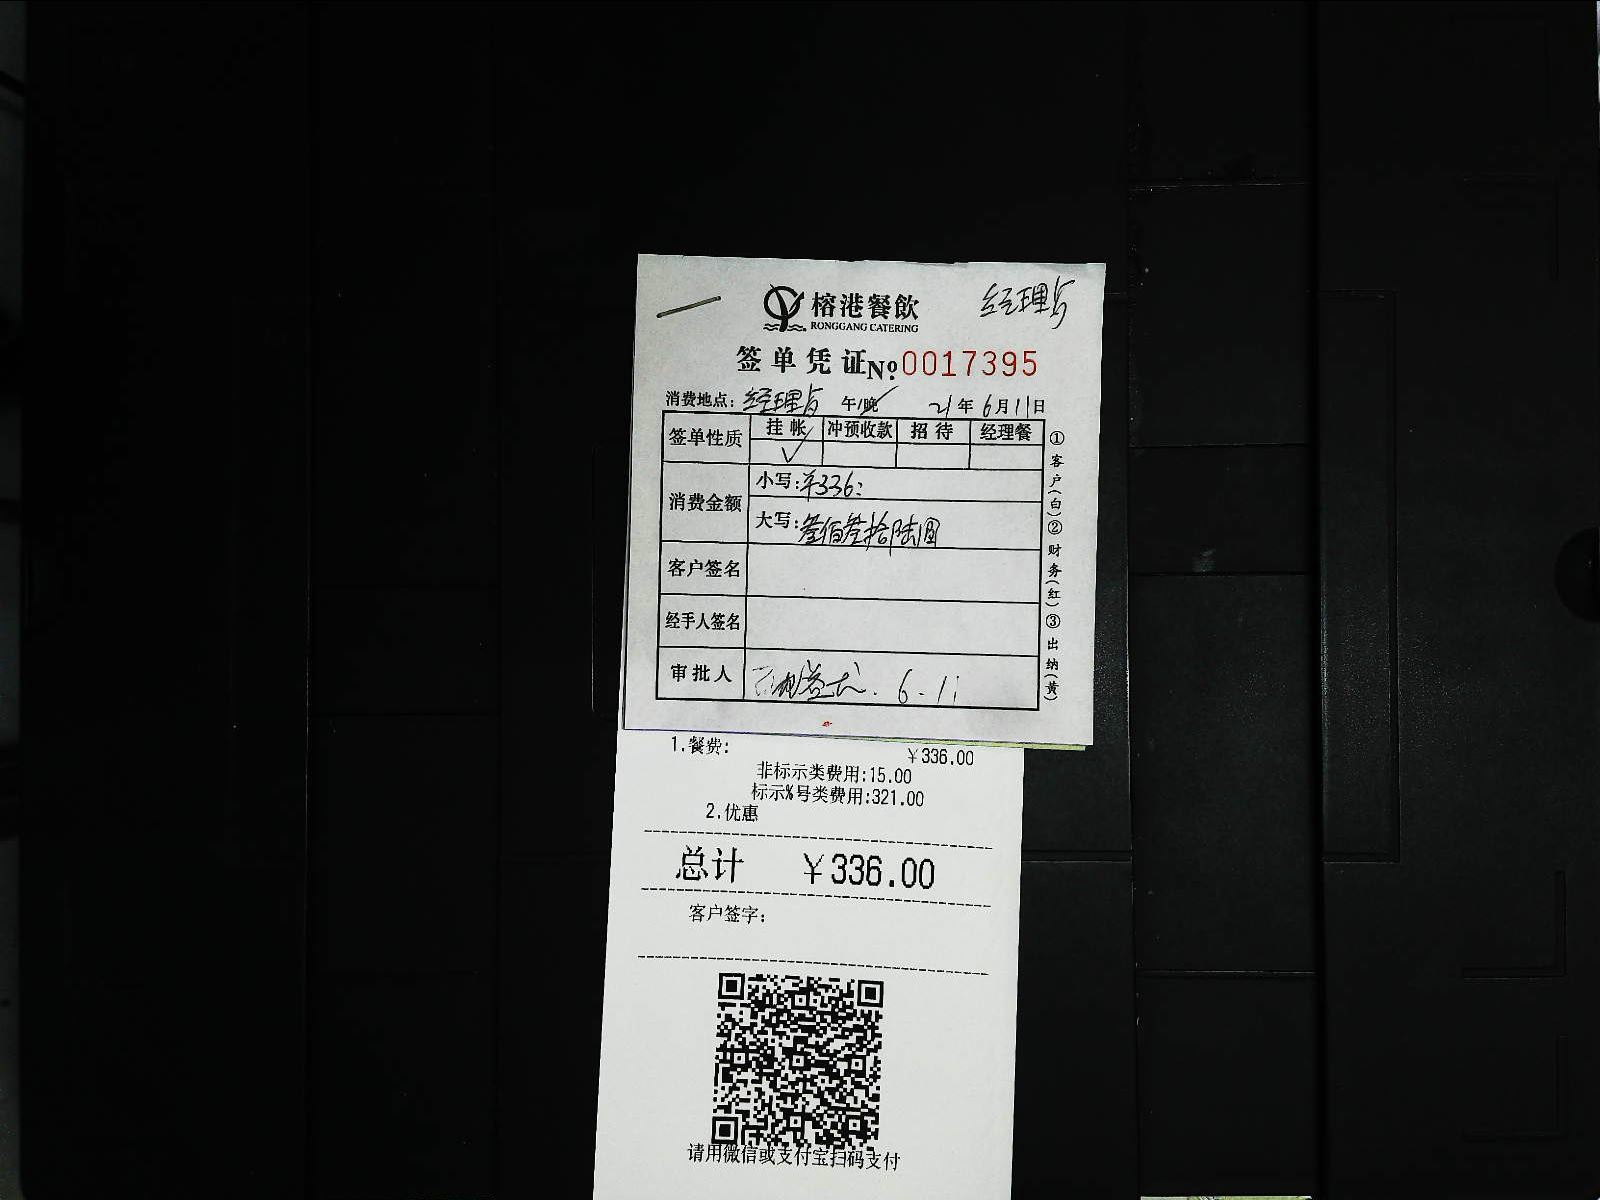 榕港餐飲
RONGGANG CATERING
签单凭证№0017395
消费地点: 经理 午/晚 21年6月11日
签单性质 挂帐 冲预收款 招待 经理餐
✓
消费金额 小写:¥336:
大写:叁佰叁拾陆圆
客户签名
经手人签名
审批人 6.11
①客户(白)②财务(红)③出纳(黄)
1.餐费: ¥336.00
非标示类费用:15.00
标示%号类费用:321.00
2.优惠
总计 ¥336.00
客户签字:
请用微信或支付宝扫码支付